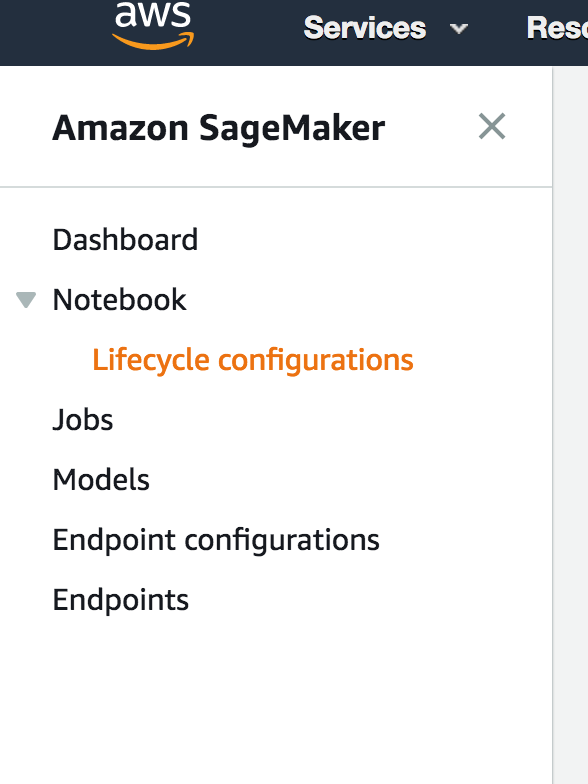 aws
Services
Amazon SageMaker
Dashboard
Notebook
Lifecycle configurations
Jobs
Models
Endpoint configurations
Endpoints